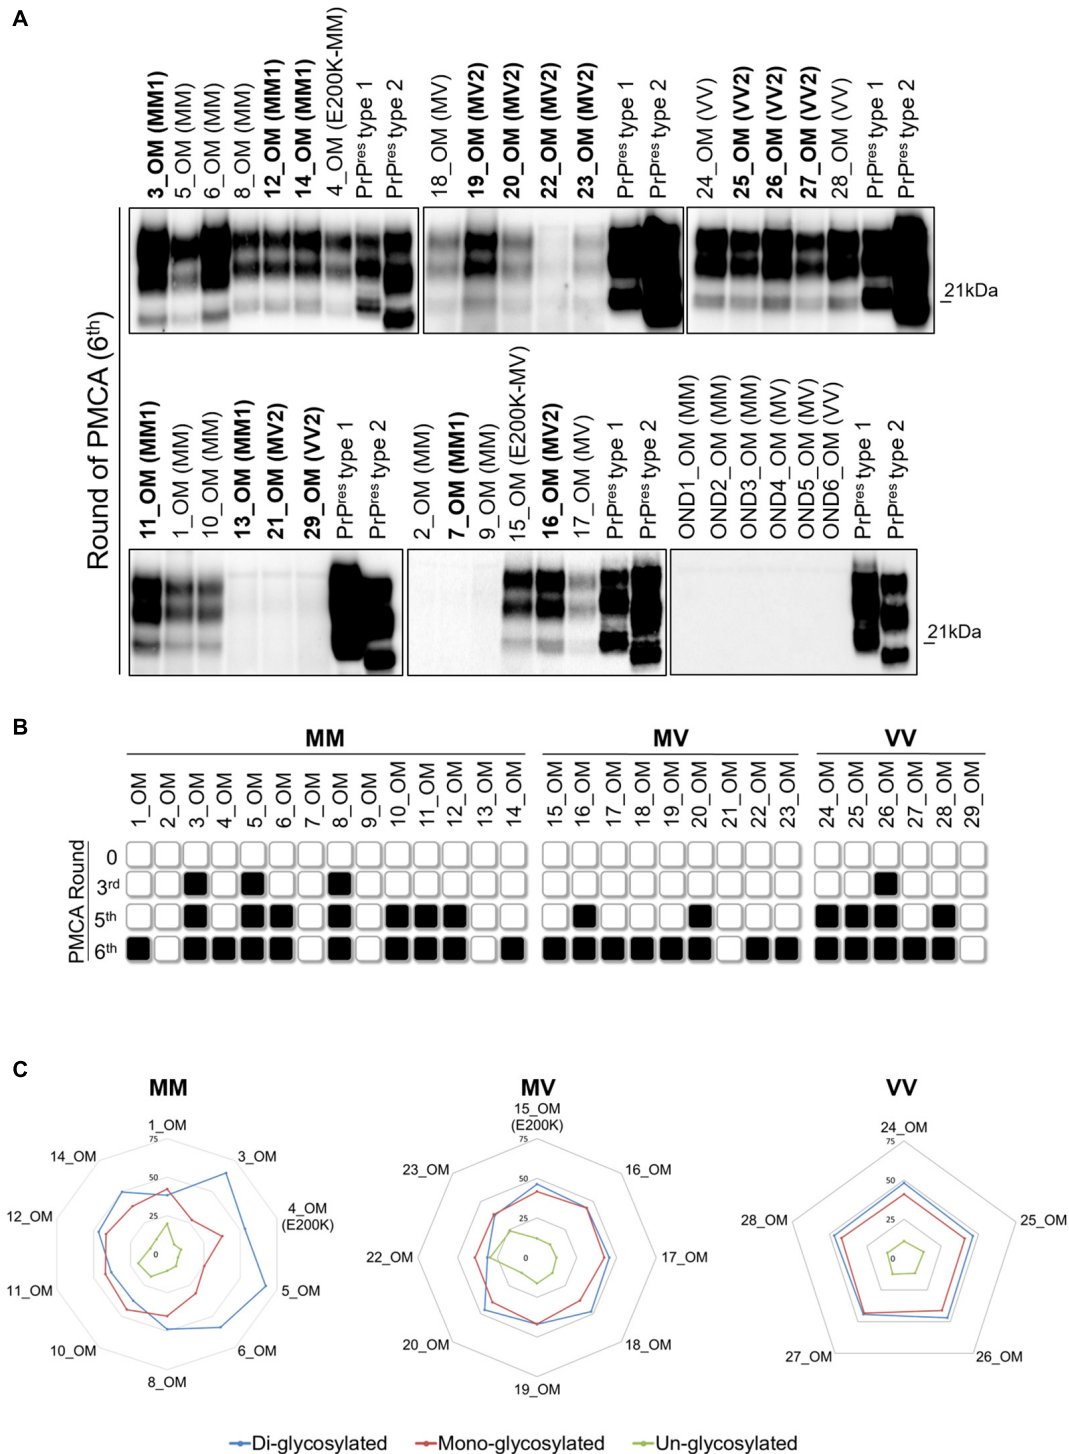 A
3_OM (MM1)
5_OM (MM)
6_OM (MM)
8_OM (MM)
12_OM (MM1)
14_OM (MM1)
4_OM (E200K-MM)
PrPres type 1
PrPres type 2
18_OM (MV)
19_OM (MV2)
20_OM (MV2)
22_OM (MV2)
23_OM (MV2)
PrPres type 1
PrPres type 2
24_OM (VV)
25_OM (VV2)
26_OM (VV2)
27_OM (VV2)
28_OM (VV)
PrPres type 1
PrPres type 2
21kDa
Round of PMCA (6th)
11_OM (MM1)
1_OM (MM)
10_OM (MM)
13_OM (MM1)
21_OM (MV2)
29_OM (VV2)
PrPres type 1
PrPres type 2
2_OM (MM)
7_OM (MM1)
9_OM (MM)
15_OM (E200K-MV)
16_OM (MV2)
17_OM (MV)
PrPres type 1
PrPres type 2
OND1_OM (MM)
OND2_OM (MM)
OND3_OM (MM)
OND4_OM (MV)
OND5_OM (MV)
OND6_OM (VV)
PrPres type 1
PrPres type 2
21kDa
B
MM
MV
VV
1_OM
2_OM
3_OM
4_OM
5_OM
6_OM
7_OM
8_OM
9_OM
10_OM
11_OM
12_OM
13_OM
14_OM
15_OM
16_OM
17_OM
18_OM
19_OM
20_OM
21_OM
22_OM
23_OM
24_OM
25_OM
26_OM
27_OM
28_OM
29_OM
PMCA Round
0
3rd
5th
6th
C
MM
1_OM
75
50
25
0
3_OM
4_OM
(E200K)
5_OM
6_OM
8_OM
10_OM
11_OM
12_OM
14_OM
MV
15_OM
(E200K)
75
50
25
0
16_OM
17_OM
18_OM
19_OM
20_OM
22_OM
23_OM
VV
24_OM
75
50
25
0
25_OM
26_OM
27_OM
28_OM
Di-glycosylated
Mono-glycosylated
Un-glycosylated